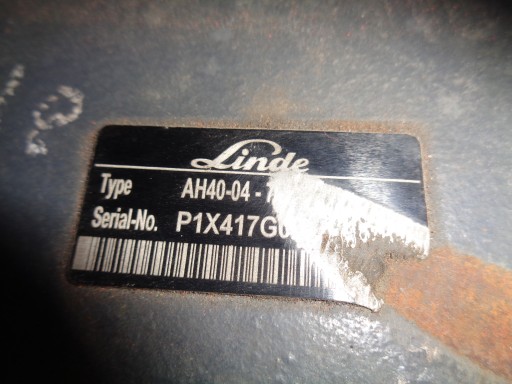 Linde
Type AH40-04 -
Serial-No. P1X417G